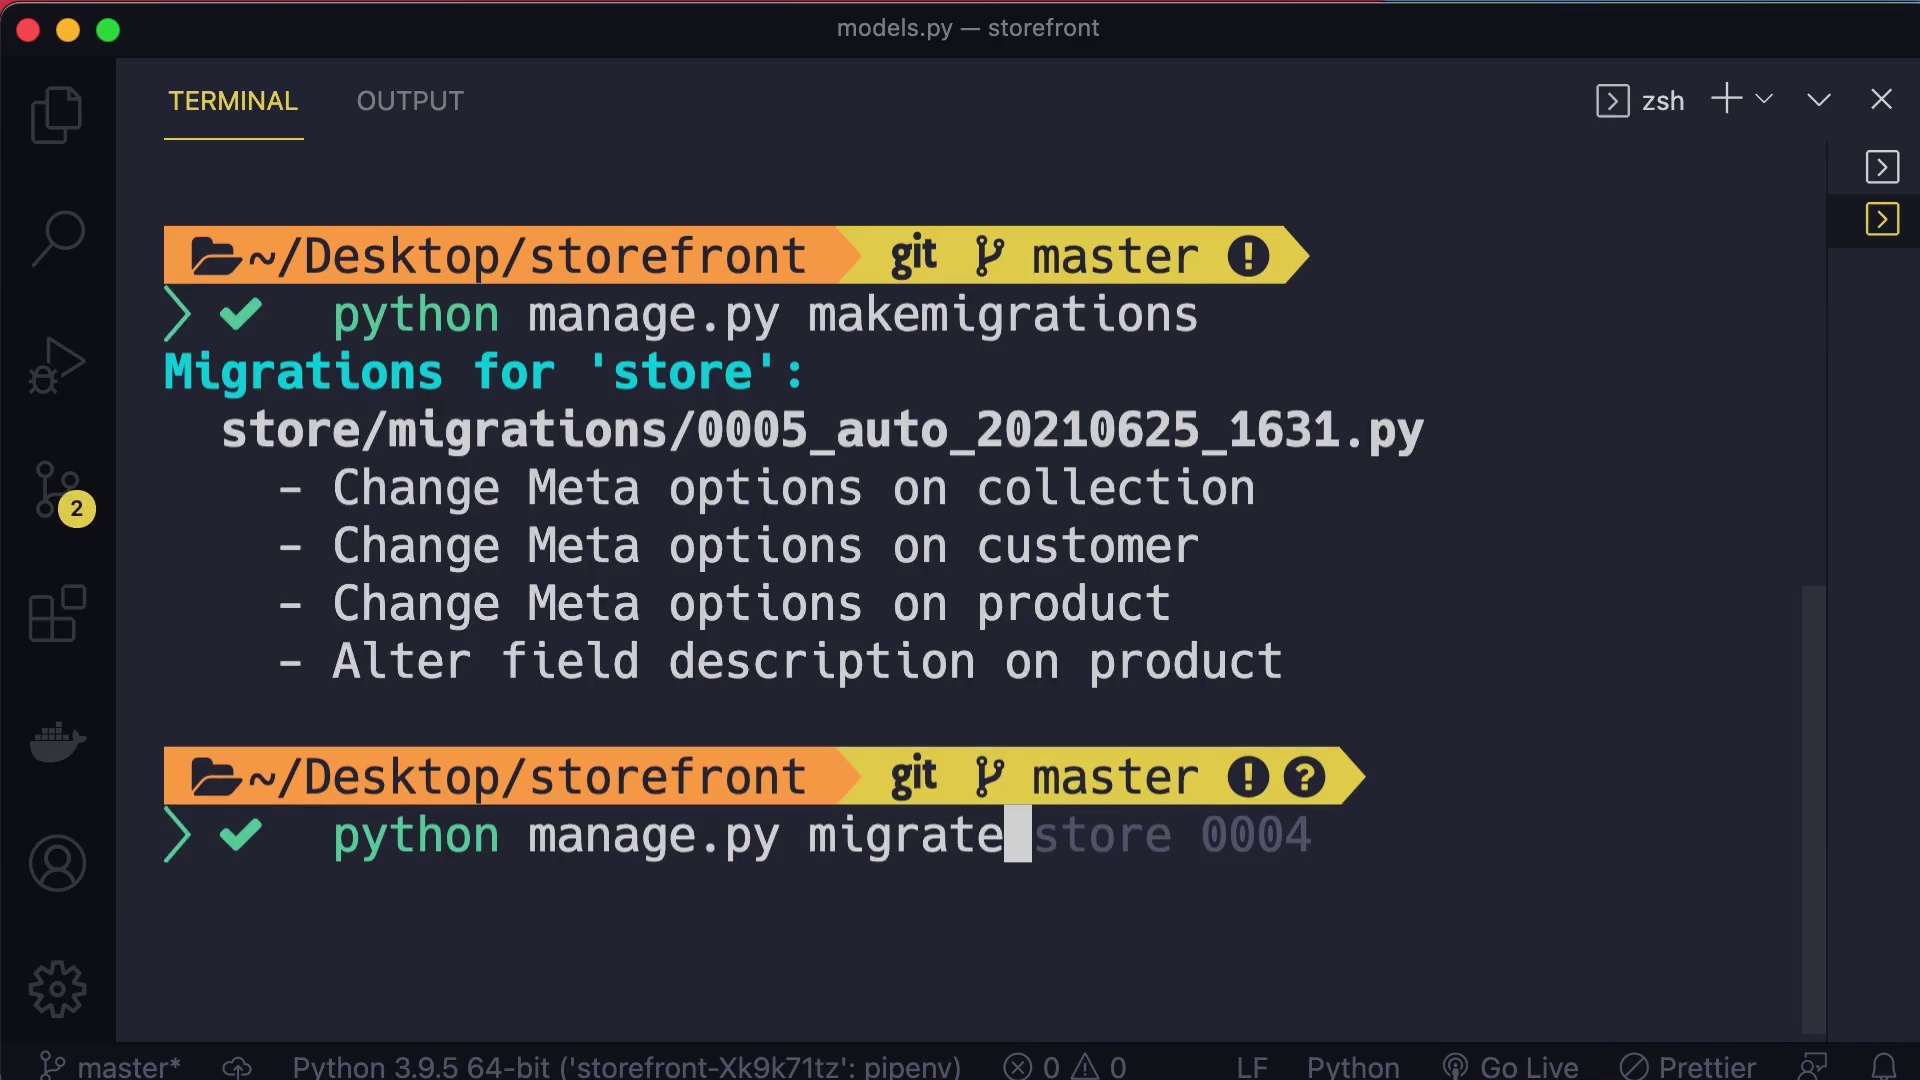 models.py — storefront
TERMINAL OUTPUT zsh
~/Desktop/storefront git master !
python manage.py makemigrations
Migrations for 'store':
store/migrations/0005_auto_20210625_1631.py
- Change Meta options on collection
- Change Meta options on customer
- Change Meta options on product
- Alter field description on product
2
~/Desktop/storefront git master ! ?
python manage.py migrate store 0004
master* Python 3.9.5 64-bit ('storefront-Xk9k71tz': pipenv) 0 0 LF Python Go Live Prettier